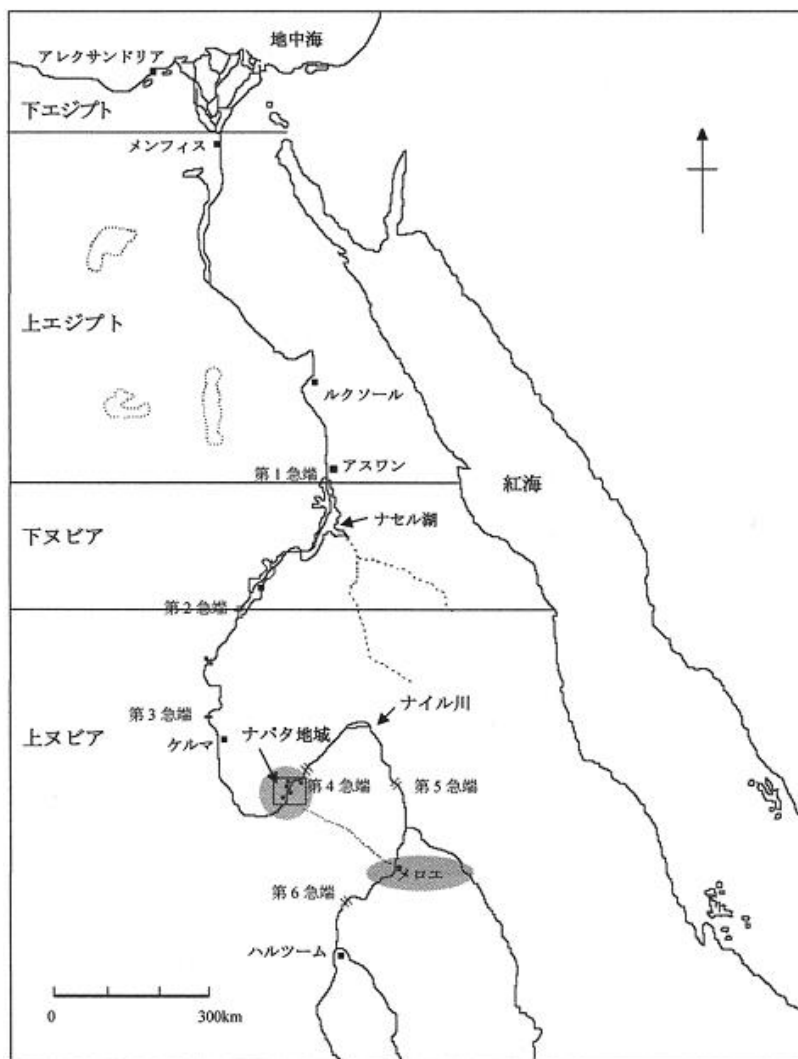 地中海
アレクサンドリア
下エジプト
メンフィス
上エジプト
ルクソール
アスワン
第1急端
紅海
下ヌビア
ナセル湖
第2急端
ナイル川
第3急端
上ヌビア
ナパタ地域
ケルマ
第4急端
第5急端
メロエ
第6急端
ハルツーム
0
300km